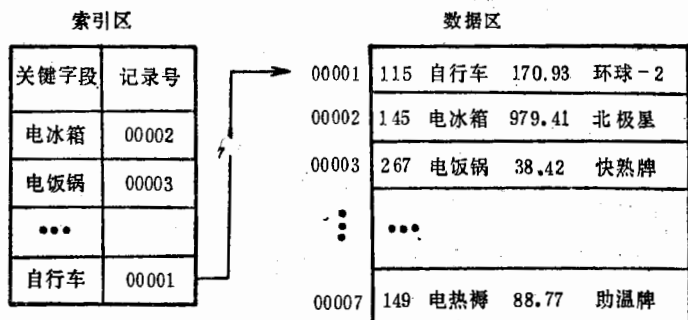 索引区
数据区
关键字段 记录号
电冰箱 00002
电饭锅 00003
•••
自行车 00001
00001 115 自行车 170.93 环球-2
00002 145 电冰箱 979.41 北极星
00003 267 电饭锅 38.42 快熟牌
•••
00007 149 电热褥 88.77 助温牌